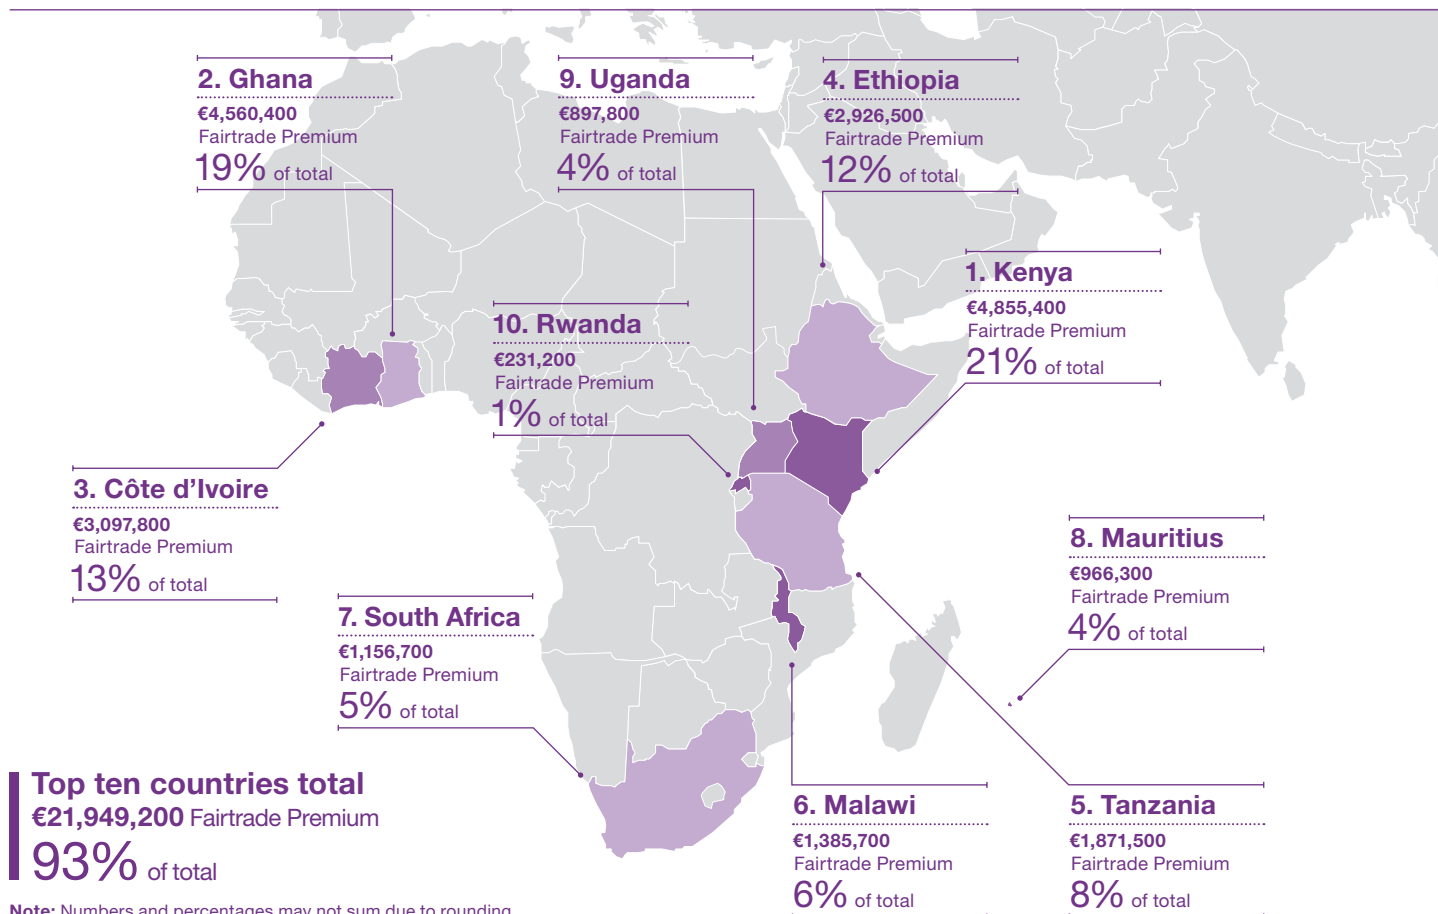 2. Ghana
€4,560,400
Fairtrade Premium
19% of total
9. Uganda
€897,800
Fairtrade Premium
4% of total
4. Ethiopia
€2,926,500
Fairtrade Premium
12% of total
1. Kenya
€4,855,400
Fairtrade Premium
21% of total
10. Rwanda
€231,200
Fairtrade Premium
1% of total
3. Côte d’Ivoire
€3,097,800
Fairtrade Premium
13% of total
8. Mauritius
€966,300
Fairtrade Premium
4% of total
7. South Africa
€1,156,700
Fairtrade Premium
5% of total
Top ten countries total
€21,949,200 Fairtrade Premium
93% of total
6. Malawi
€1,385,700
Fairtrade Premium
6% of total
5. Tanzania
€1,871,500
Fairtrade Premium
8% of total
Note: Numbers and percentages may not sum due to rounding